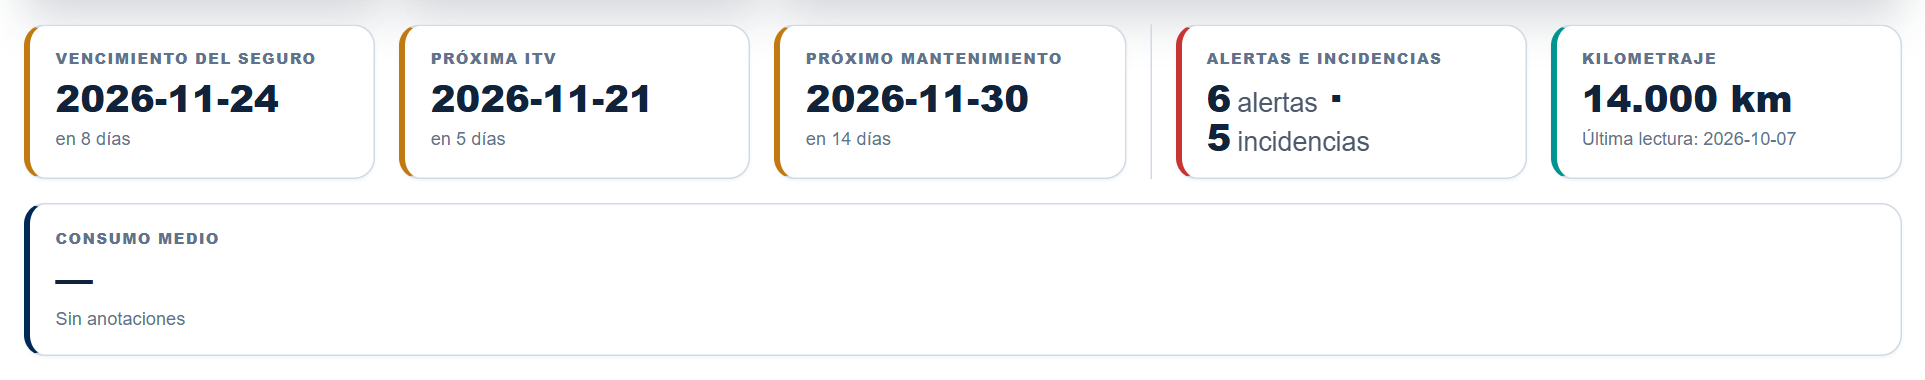 VENCIMIENTO DEL SEGURO
2026-11-24
en 8 días
PRÓXIMA ITV
2026-11-21
en 5 días
PRÓXIMO MANTENIMIENTO
2026-11-30
en 14 días
ALERTAS E INCIDENCIAS
6 alertas ·
5 incidencias
KILOMETRAJE
14.000 km
Última lectura: 2026-10-07
CONSUMO MEDIO
—
Sin anotaciones